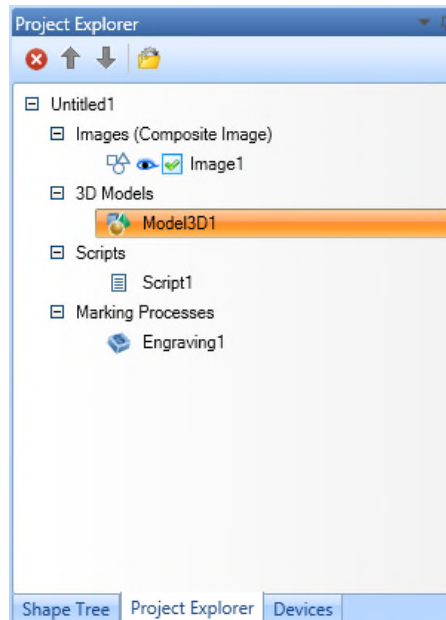 Project Explorer
Untitled1
Images (Composite Image)
Image1
3D Models
Model3D1
Scripts
Script1
Marking Processes
Engraving1
Shape Tree Project Explorer Devices